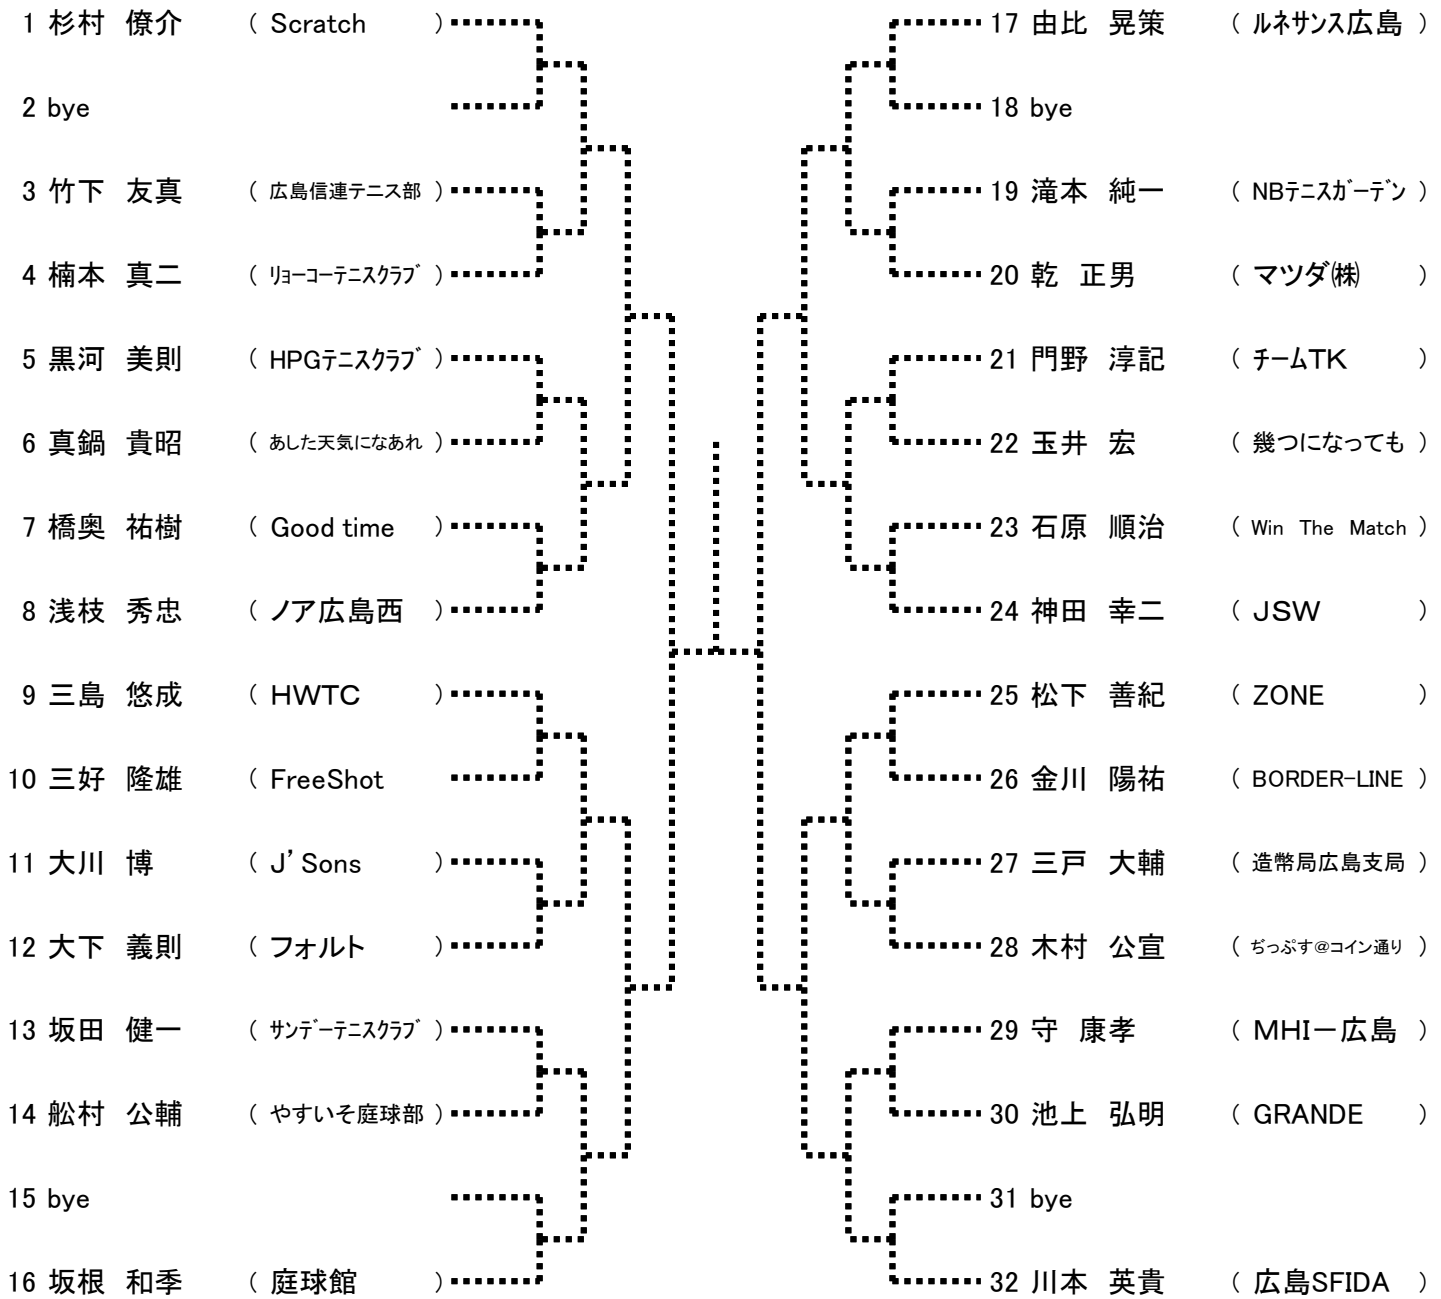 1 杉村 僚介 ( Scratch )
2 bye
3 竹下 友真 ( 広島信連テニス部 )
4 楠本 真二 ( ﾘｮｰｺｰﾃﾆｽｸﾗﾌﾞ )
5 黒河 美則 ( HPGﾃﾆｽｸﾗﾌﾞ )
6 真鍋 貴昭 ( あした天気になあれ )
7 橋奥 祐樹 ( Good time )
8 浅枝 秀忠 ( ノア広島西 )
9 三島 悠成 ( HWTC )
10 三好 隆雄 ( FreeShot
11 大川 博 ( J’Sons )
12 大下 義則 ( フォルト )
13 坂田 健一 ( ｻﾝﾃﾞｰﾃﾆｽｸﾗﾌﾞ )
14 舩村 公輔 ( やすいそ庭球部 )
15 bye
16 坂根 和季 ( 庭球館 )
17 由比 晃策 ( ﾙﾈｻﾝｽ広島 )
18 bye
19 滝本 純一 ( NBﾃﾆｽｶﾞｰﾃﾞﾝ )
20 乾 正男 ( マツダ㈱ )
21 門野 淳記 ( ﾁｰﾑTK )
22 玉井 宏 ( 幾つになっても )
23 石原 順治 ( Win The Match )
24 神田 幸二 ( JSW )
25 松下 善紀 ( ZONE )
26 金川 陽祐 ( BORDER-LINE )
27 三戸 大輔 ( 造幣局広島支局 )
28 木村 公宣 ( ぢっぷす@コイン通り )
29 守 康孝 ( MHI－広島 )
30 池上 弘明 ( GRANDE )
31 bye
32 川本 英貴 ( 広島SFIDA )